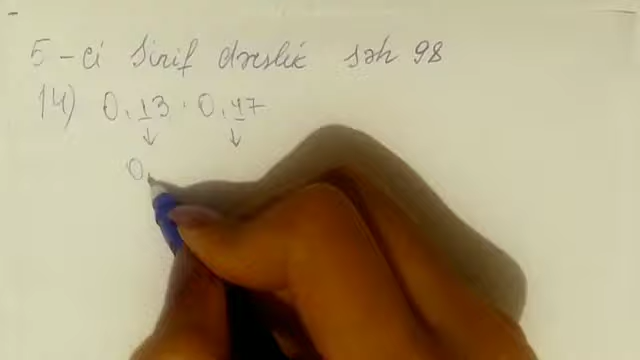 5-ci sinif dərslik səh 98
14) 0,13 · 0,47
0,